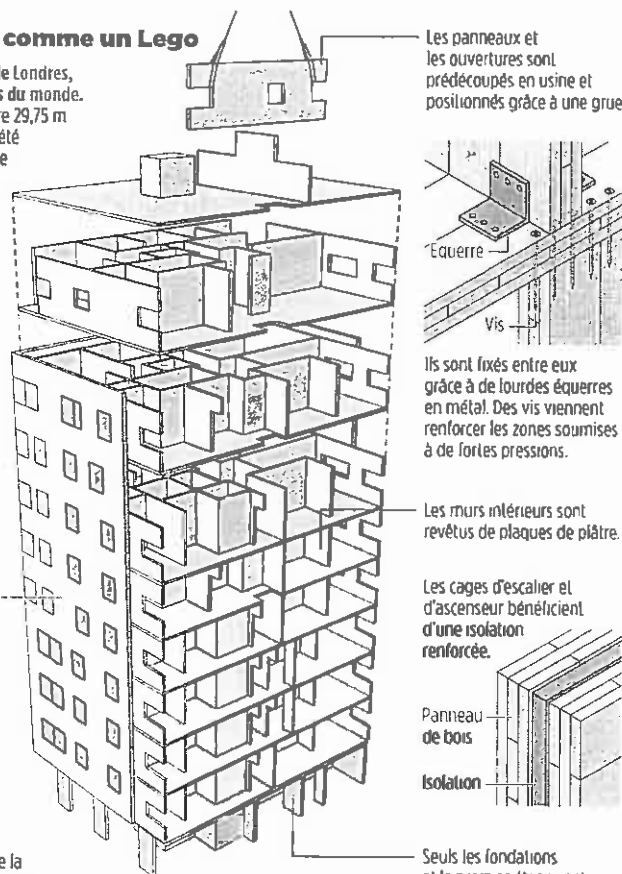 comme un Lego
e Londres,
s du monde.
re 29,75 m
été
e
Les panneaux et
les ouvertures sont
prédécoupés en usine et
positionnés grâce à une grue
Equerre
Vis
Ils sont fixés entre eux
grâce à de lourdes équerres
en métal. Des vis viennent
renforcer les zones soumises
à de fortes pressions.
Les murs intérieurs sont
revêtus de plaques de plâtre.
Les cages d'escalier et
d'ascenseur bénéficient
d'une isolation
renforcée.
Panneau
de bois
Isolation
e la
Seuls les fondations